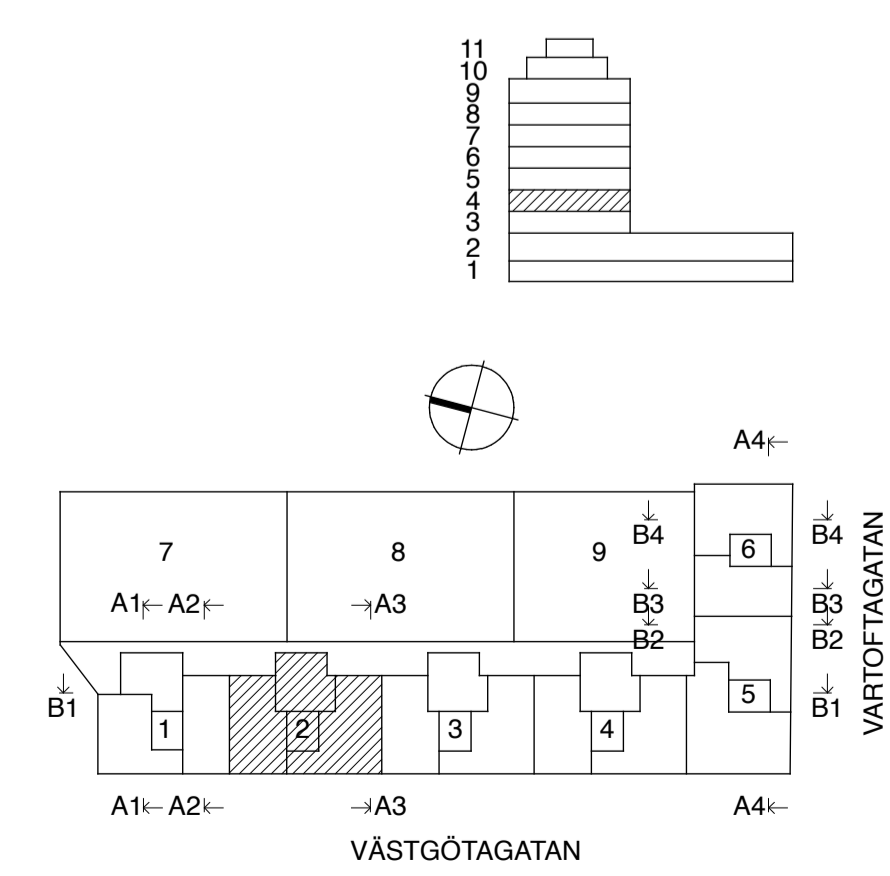 11
10
9
8
7
6
5
4
3
2
1
A4
B4 B4
7 8 9 6
A1 A2 A3 B3 B3
B2 B2
B1 5 B1
1 2 3 4
A1 A2 A3 A4
VÄSTGÖTAGATAN
VARTOFTAGATAN